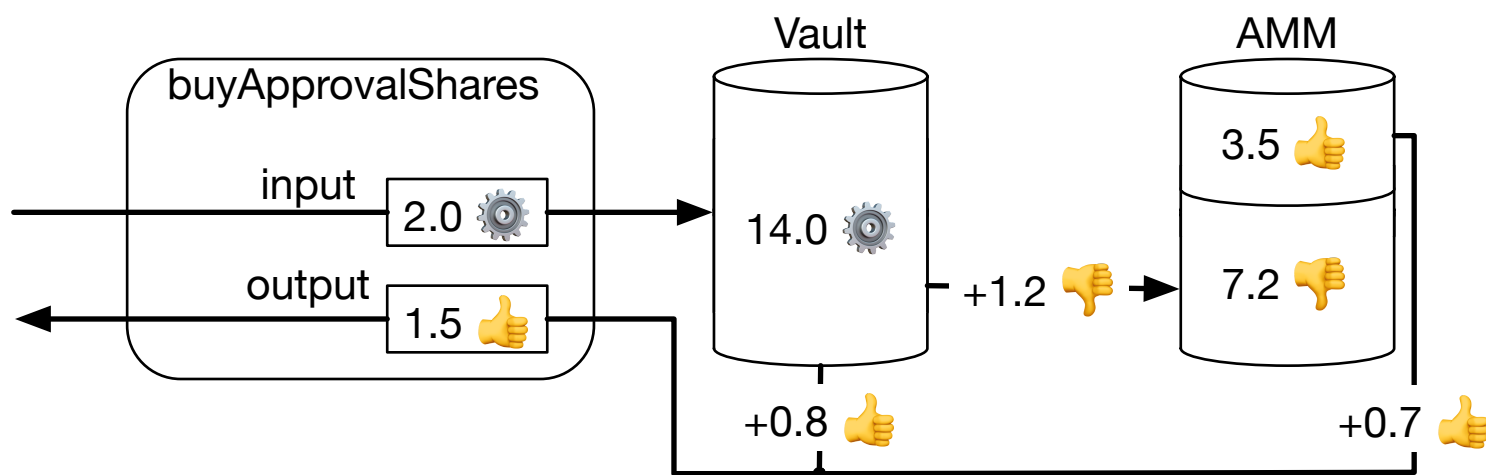 Vault
AMM
buyApprovalShares
3.5 👍
input
2.0 ⚙️
14.0 ⚙️
output
1.5 👍
+1.2 👎
7.2 👎
+0.8 👍
+0.7 👍